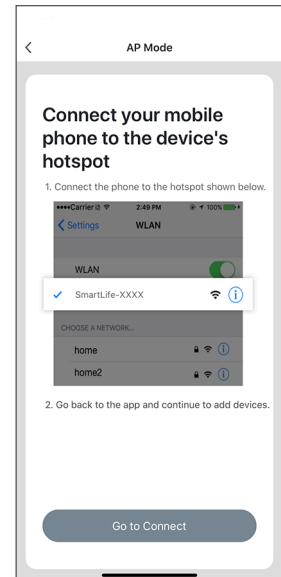 AP Mode
Connect your mobile
phone to the device's
hotspot
1. Connect the phone to the hotspot shown below.
Carrier 2:49 PM 100%
Settings WLAN
WLAN
SmartLife-XXXX
CHOOSE A NETWORK...
home
home2
2. Go back to the app and continue to add devices.
Go to Connect